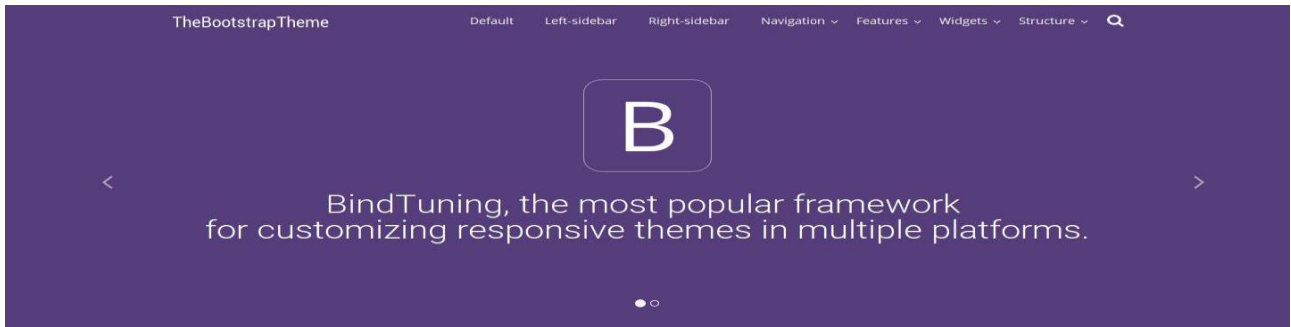 TheBootstrapTheme Default Left-sidebar Right-sidebar Navigation Features Widgets Structure
B
BindTuning, the most popular framework
for customizing responsive themes in multiple platforms.